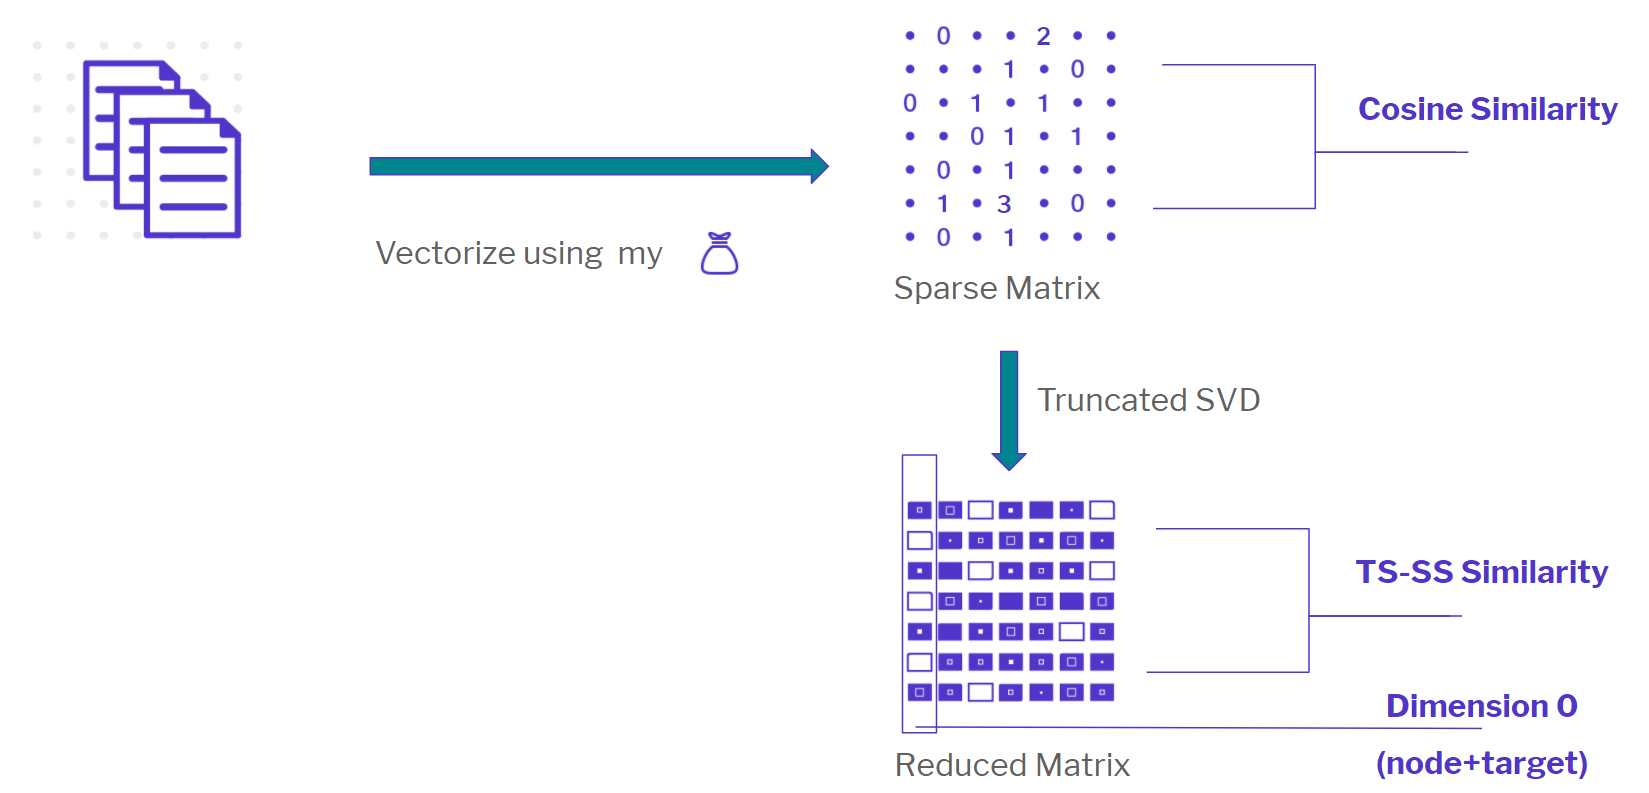 0 2
1 0
0 1 1
0 1 1
0 1
1 3 0
0 1
Cosine Similarity
Vectorize using my
Sparse Matrix
Truncated SVD
TS-SS Similarity
Dimension 0
(node+target)
Reduced Matrix